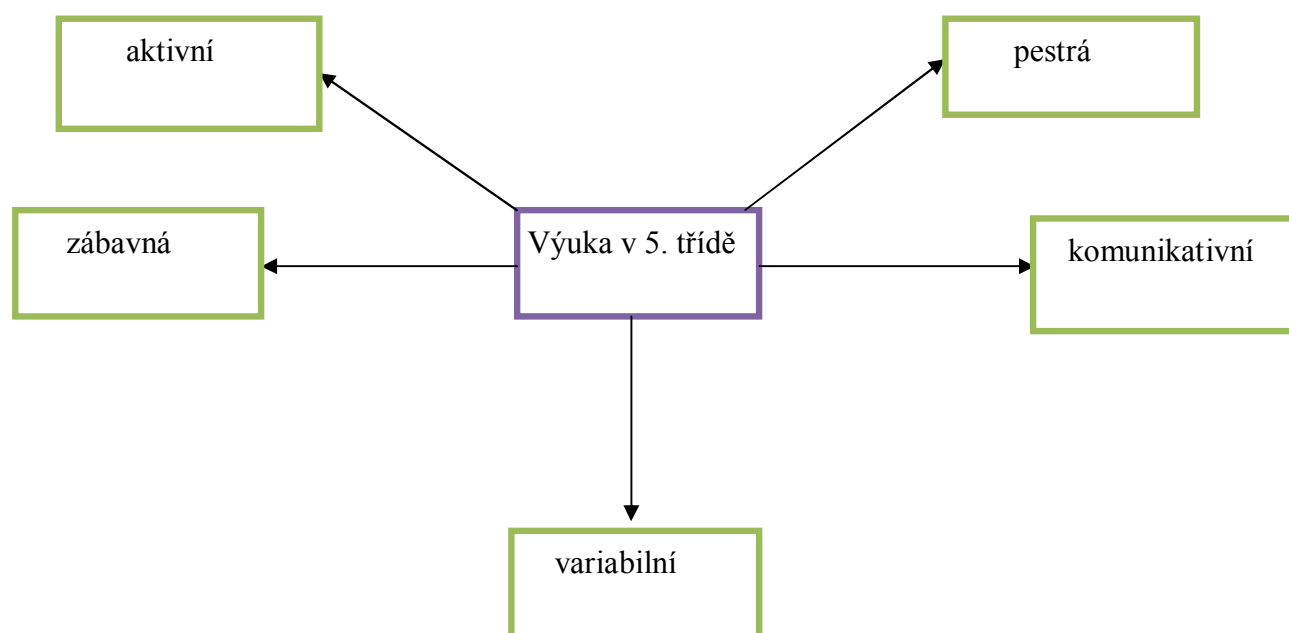 aktivní
pestrá
zábavná
Výuka v 5. třídě
komunikativní
variabilní